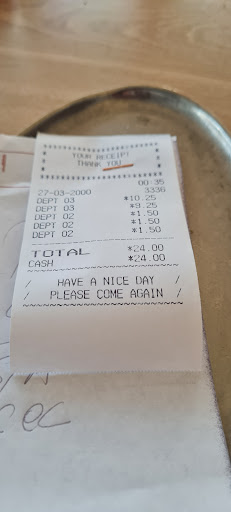 YOUR RECEIPT
THANK YOU
00:35
27-03-2000 3336
DEPT 03 *10.25
DEPT 03 *9.25
DEPT 02 *1.50
DEPT 02 *1.50
DEPT 02 *1.50
TOTAL *24.00
CASH *24.00
/ HAVE A NICE DAY /
/ PLEASE COME AGAIN /